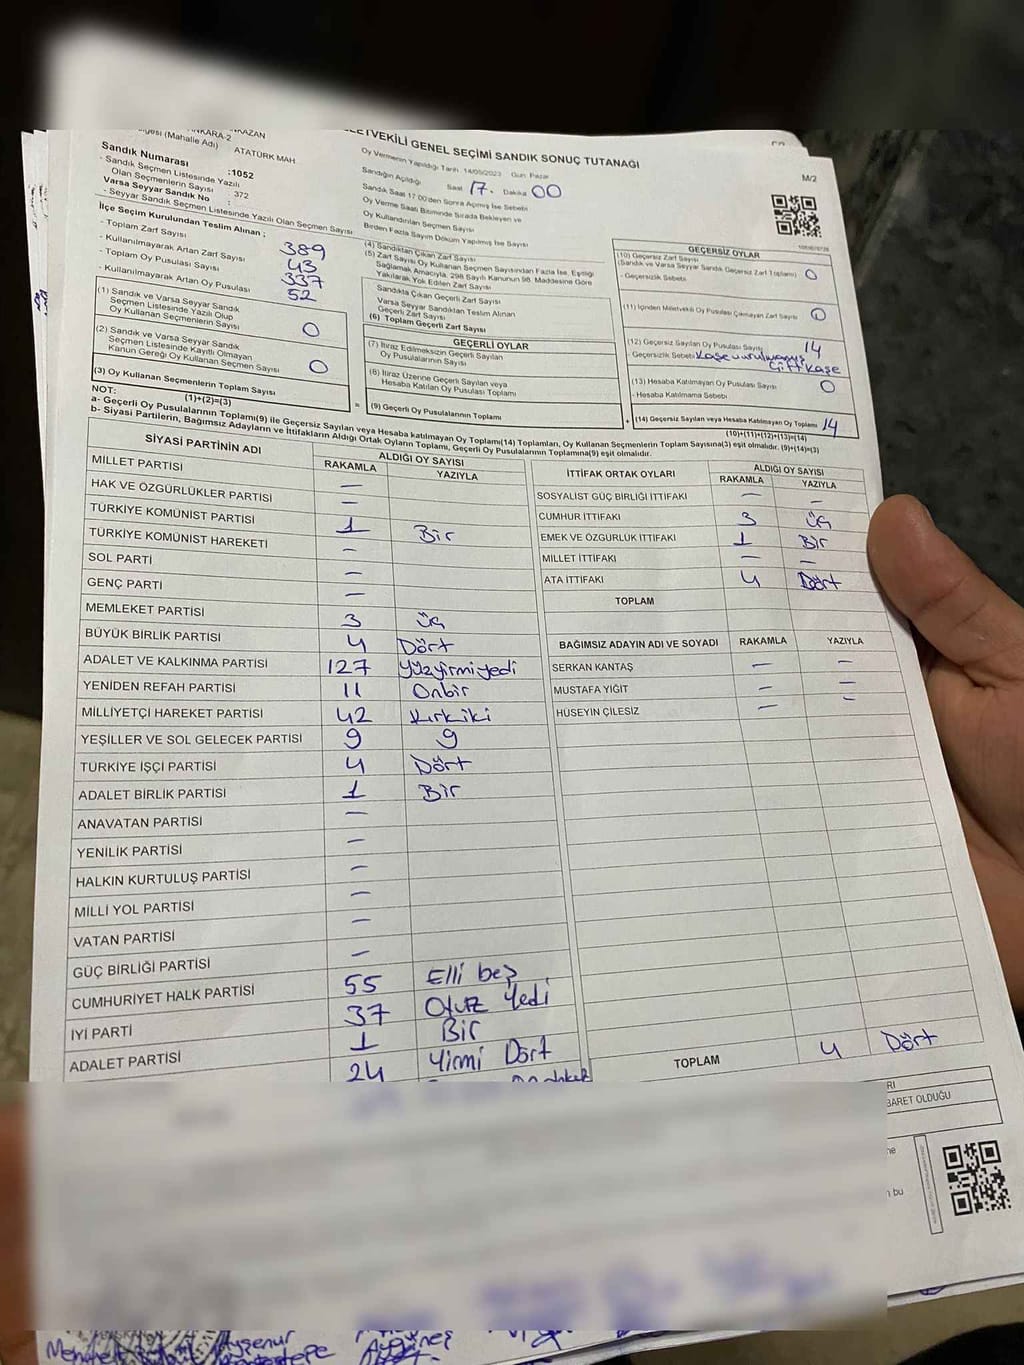 ANKARA-2
KAZAN
(Mahalle Adı) ATATÜRK MAH
Sandık Numarası :1052
- Sandık Seçmen Listesinde Yazılı
Olan Seçmenlerin Sayısı : 372
Varsa Seyyar Sandık No :
- Seyyar Sandık Seçmen Listesinde Yazılı Olan Seçmen Sayısı
İlçe Seçim Kurulundan Teslim Alınan ;
- Toplam Zarf Sayısı 389
- Kullanılmayarak Artan Zarf Sayısı 43
- Toplam Oy Pusulası Sayısı 337
- Kullanılmayarak Artan Oy Pusulası 52
(1) Sandık ve Varsa Seyyar Sandık
Seçmen Listesinde Yazılı Olup
Oy Kullanan Seçmenlerin Sayısı 0
(2) Sandık ve Varsa Seyyar Sandık
Seçmen Listesinde Kayıtlı Olmayan
Kanun Gereği Oy Kullanan Seçmen Sayısı 0
(3) Oy Kullanan Seçmenlerin Toplam Sayısı
(1)+(2)=(3)
LETVEKİLİ GENEL SEÇİMİ SANDIK SONUÇ TUTANAĞI
M/2
Oy Vermenin Yapıldığı Tarih 14/05/2023 Gün Pazar
Sandığın Açıldığı Saat 17. Dakika 00
Sandık Saat 17:00'den Sonra Açılmış İse Sebebi
Oy Verme Saati Bitiminde Sırada Bekleyen ve
Oy Kullandırılan Seçmen Sayısı
Birden Fazla Sayım Döküm Yapılmış İse Sayısı
(4) Sandıktan Çıkan Zarf Sayısı
(5) Zarf Sayısı Oy Kullanan Seçmen Sayısından Fazla İse, Eşitliği
Sağlamak Amacıyla, 298 Sayılı Kanunun 98. Maddesine Göre
Yakılarak Yok Edilen Zarf Sayısı
Sandıkta Çıkan Geçerli Zarf Sayısı
Varsa Seyyar Sandıktan Teslim Alınan
Geçerli Zarf Sayısı
(6) Toplam Geçerli Zarf Sayısı
GEÇERLİ OYLAR
(7) İtiraz Edilmeksizin Geçerli Sayılan
Oy Pusulalarının Sayısı
(8) İtiraz Üzerine Geçerli Sayılan veya
Hesaba Katılan Oy Pusulası Toplamı
= (9) Geçerli Oy Pusulalarının Toplamı
GEÇERSİZ OYLAR
(10) Geçersiz Zarf Sayısı
(Sandık ve Varsa Seyyar Sandık Geçersiz Zarf Toplamı) 0
- Geçersizlik Sebebi
(11) İçinden Milletvekili Oy Pusulası Çıkmayan Zarf Sayısı 0
(12) Geçersiz Sayılan Oy Pusulası Sayısı 14
- Geçersizlik Sebebi Kaşe vurulmamış
Çift Kaşe
(13) Hesaba Katılmayan Oy Pusulası Sayısı 0
- Hesaba Katılmama Sebebi
+ (14) Geçersiz Sayılan veya Hesaba Katılmayan Oy Toplamı 14
(10)+(11)+(12)+(13)=(14)
NOT:
a- Geçerli Oy Pusulalarının Toplamı(9) ile Geçersiz Sayılan veya Hesaba katılmayan Oy Toplamı(14) Toplamları, Oy Kullanan Seçmenlerin Toplam Sayısına(3) eşit olmalıdır. (9)+(14)=(3)
b- Siyasi Partilerin, Bağımsız Adayların ve İttifakların Aldığı Ortak Oyların Toplamı, Geçerli Oy Pusulalarının Toplamına(9) eşit olmalıdır.
SİYASİ PARTİNİN ADI ALDIĞI OY SAYISI
RAKAMLA YAZIYLA
MİLLET PARTİSİ —
HAK VE ÖZGÜRLÜKLER PARTİSİ —
TÜRKİYE KOMÜNİST PARTİSİ 1 Bir
TÜRKİYE KOMÜNİST HAREKETİ —
SOL PARTİ —
GENÇ PARTİ —
MEMLEKET PARTİSİ 3 Üç
BÜYÜK BİRLİK PARTİSİ 4 Dört
ADALET VE KALKINMA PARTİSİ 127 Yüzyirmiyedi
YENİDEN REFAH PARTİSİ 11 Onbir
MİLLİYETÇİ HAREKET PARTİSİ 42 Kırkiki
YEŞİLLER VE SOL GELECEK PARTİSİ 9 9
TÜRKİYE İŞÇİ PARTİSİ 4 Dört
ADALET BİRLİK PARTİSİ 1 Bir
ANAVATAN PARTİSİ —
YENİLİK PARTİSİ —
HALKIN KURTULUŞ PARTİSİ —
MİLLİ YOL PARTİSİ —
VATAN PARTİSİ —
GÜÇ BİRLİĞİ PARTİSİ —
CUMHURİYET HALK PARTİSİ 55 Elli beş
İYİ PARTİ 37 Otuz Yedi
ADALET PARTİSİ 1 Bir
24 Yirmi Dört
İTTİFAK ORTAK OYLARI ALDIĞI OY SAYISI
RAKAMLA YAZIYLA
SOSYALİST GÜÇ BİRLİĞİ İTTİFAKI — —
CUMHUR İTTİFAKI 3 Üç
EMEK VE ÖZGÜRLÜK İTTİFAKI 1 Bir
MİLLET İTTİFAKI — —
ATA İTTİFAKI 4 Dört
TOPLAM
BAĞIMSIZ ADAYIN ADI VE SOYADI RAKAMLA YAZIYLA
SERKAN KANTAŞ — —
MUSTAFA YİĞİT — —
HÜSEYİN ÇİLESİZ — —
TOPLAM 4 Dört
RI
BARET OLDUĞU
ne
n bu
Ayşenur